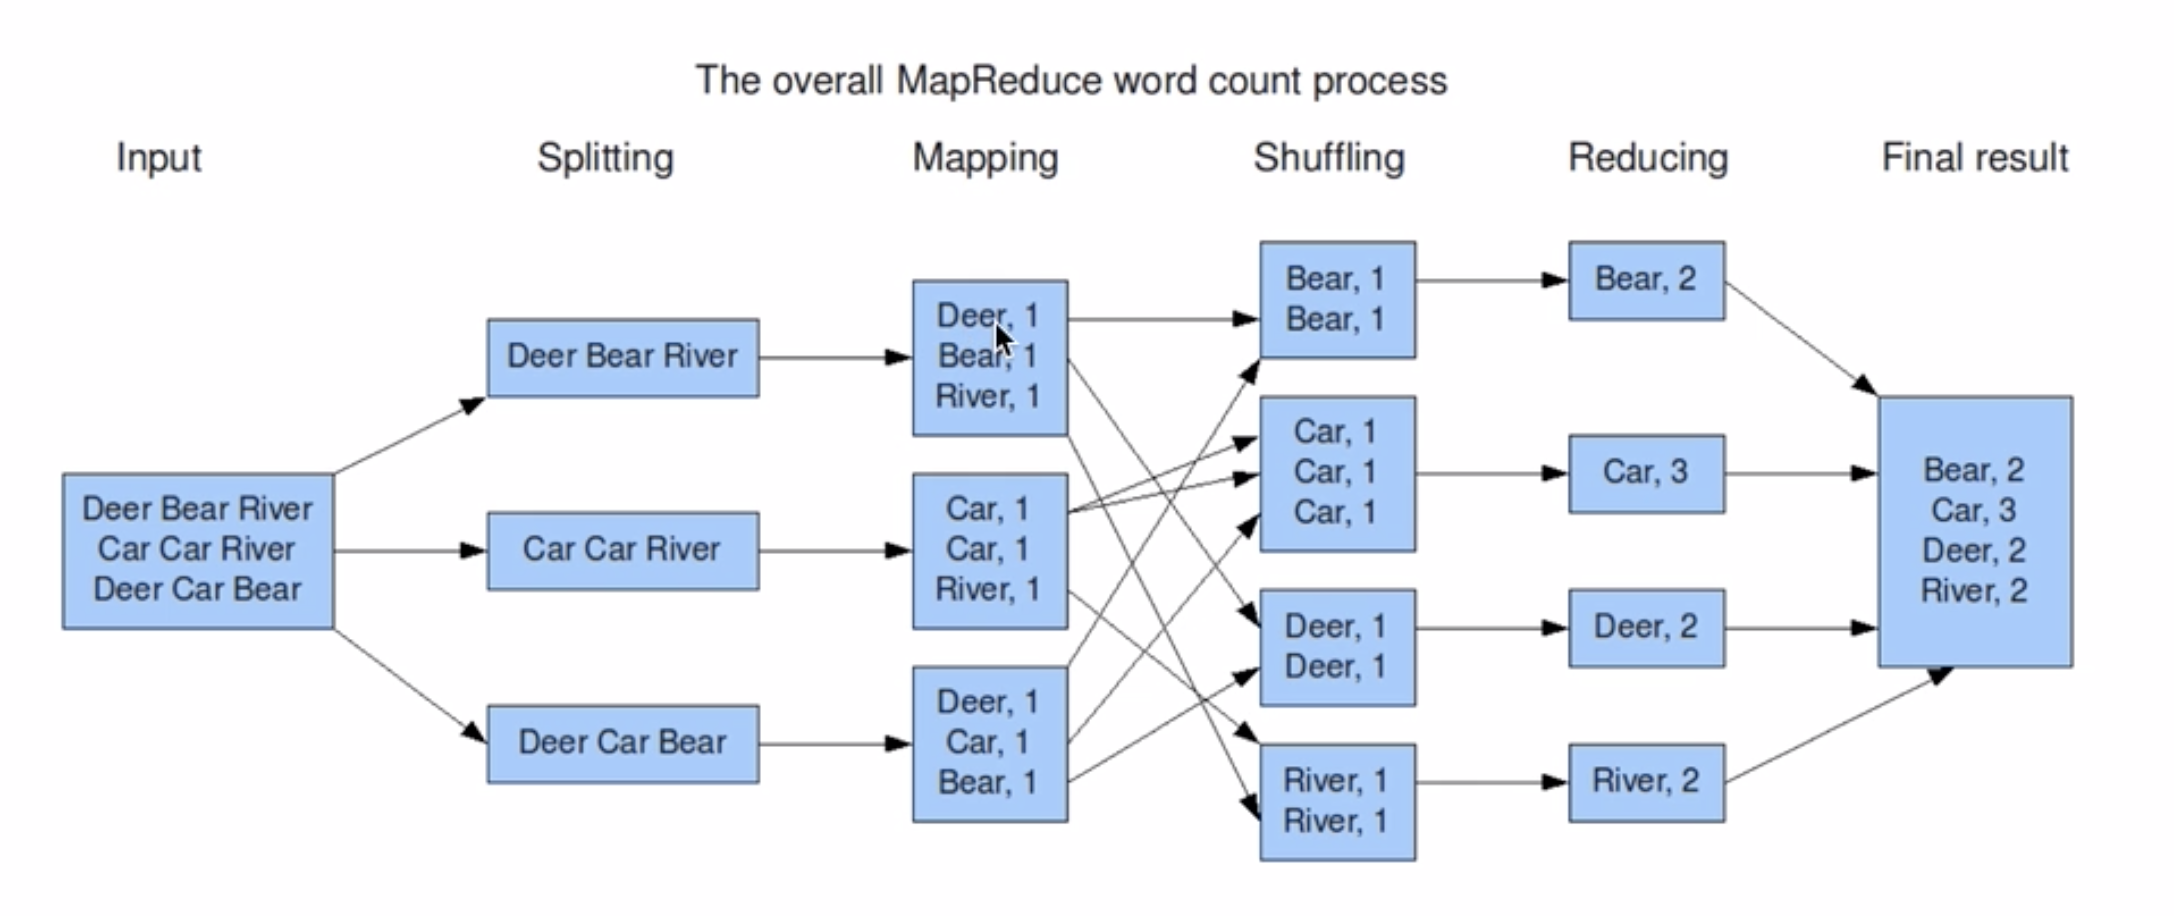 The overall MapReduce word count process
Input
Splitting
Mapping
Shuffling
Reducing
Final result
Deer Bear River
Car Car River
Deer Car Bear
Deer Bear River
Car Car River
Deer Car Bear
Deer, 1
Bear, 1
River, 1
Car, 1
Car, 1
River, 1
Deer, 1
Car, 1
Bear, 1
Bear, 1
Bear, 1
Car, 1
Car, 1
Car, 1
Deer, 1
Deer, 1
River, 1
River, 1
Bear, 2
Car, 3
Deer, 2
River, 2
Bear, 2
Car, 3
Deer, 2
River, 2